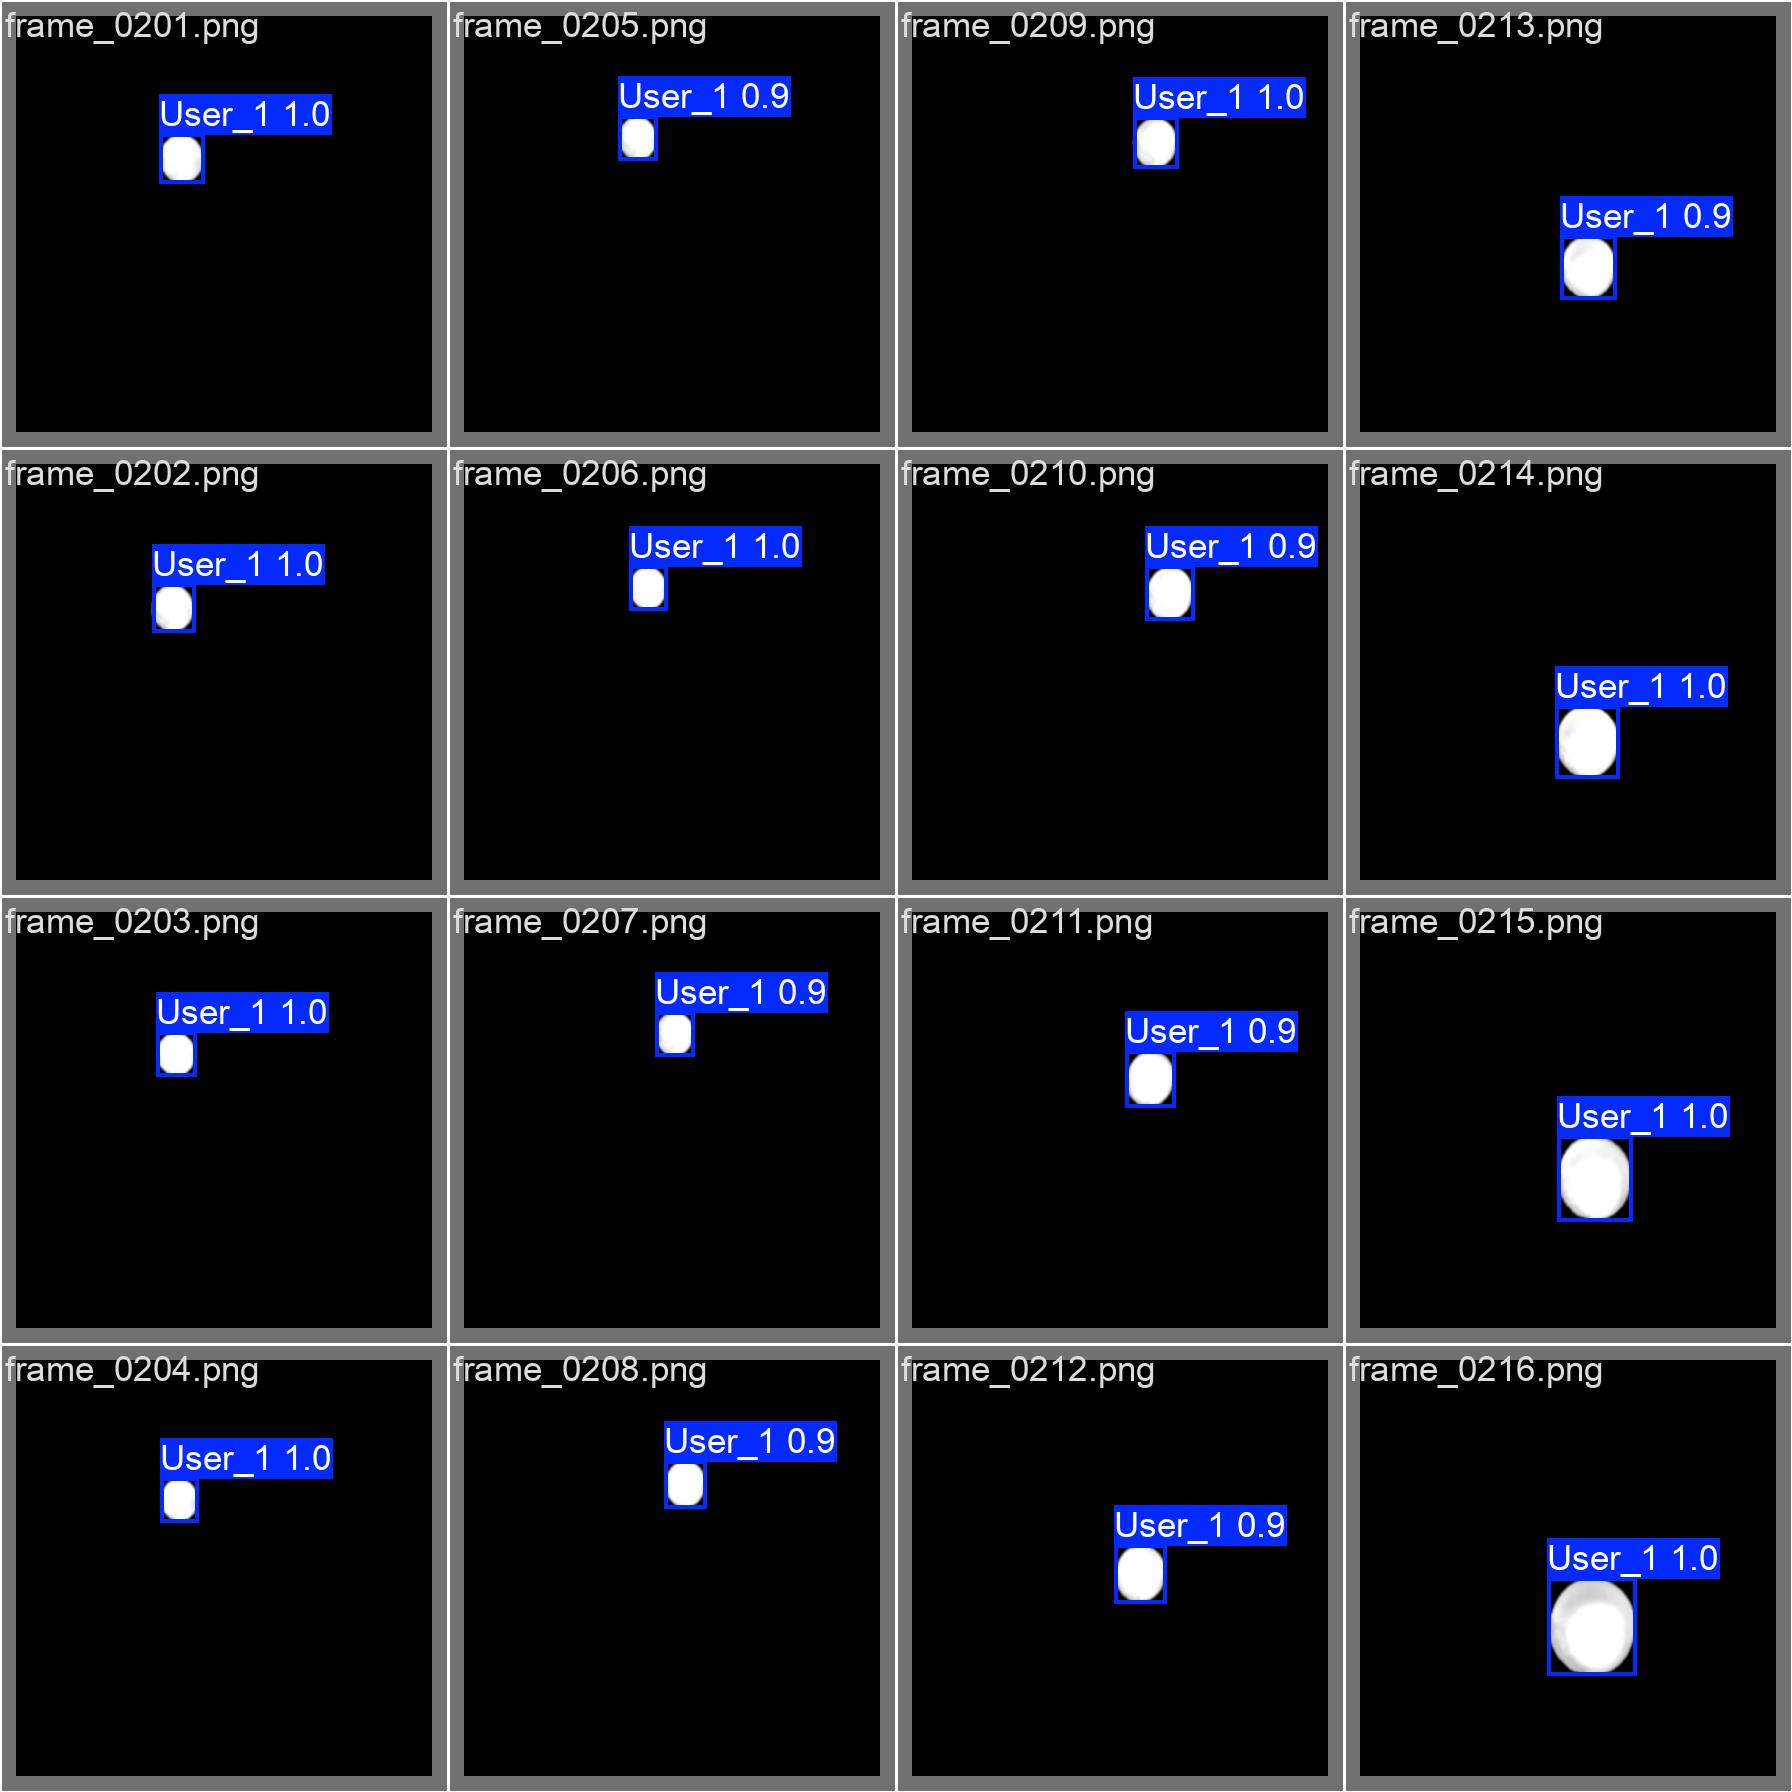 frame_0201.png
User_1 1.0
frame_0205.png
User_1 0.9
frame_0209.png
User_1 1.0
frame_0213.png
User_1 0.9
frame_0202.png
User_1 1.0
frame_0206.png
User_1 1.0
frame_0210.png
User_1 0.9
frame_0214.png
User_1 1.0
frame_0203.png
User_1 1.0
frame_0207.png
User_1 0.9
frame_0211.png
User_1 0.9
frame_0215.png
User_1 1.0
frame_0204.png
User_1 1.0
frame_0208.png
User_1 0.9
frame_0212.png
User_1 0.9
frame_0216.png
User_1 1.0